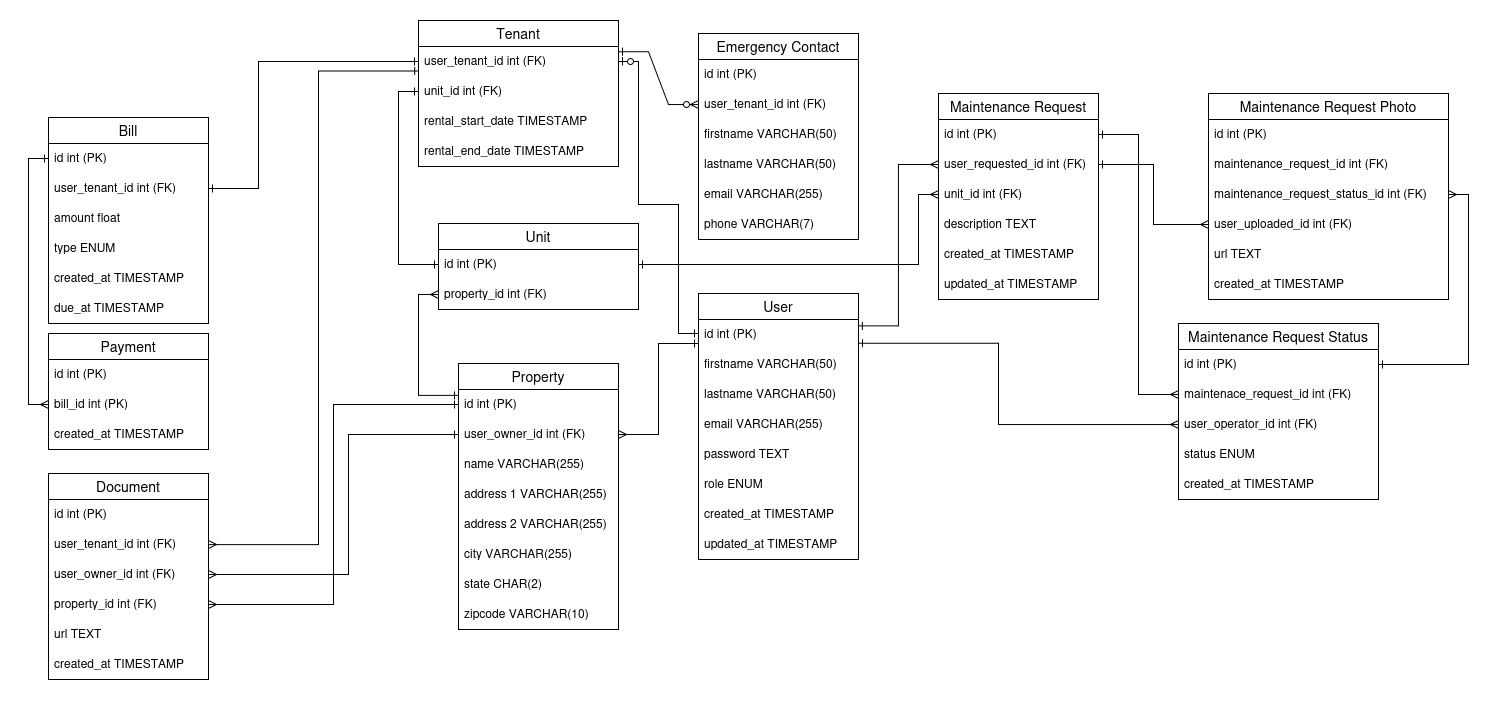 Tenant
user_tenant_id int (FK)
unit_id int (FK)
rental_start_date TIMESTAMP
rental_end_date TIMESTAMP
Emergency Contact
id int (PK)
user_tenant_id int (FK)
firstname VARCHAR(50)
lastname VARCHAR(50)
email VARCHAR(255)
phone VARCHAR(7)
Maintenance Request
id int (PK)
user_requested_id int (FK)
unit_id int (FK)
description TEXT
created_at TIMESTAMP
updated_at TIMESTAMP
Maintenance Request Photo
id int (PK)
maintenance_request_id int (FK)
maintenance_request_status_id int (FK)
user_uploaded_id int (FK)
url TEXT
created_at TIMESTAMP
Bill
id int (PK)
user_tenant_id int (FK)
amount float
type ENUM
created_at TIMESTAMP
due_at TIMESTAMP
Unit
id int (PK)
property_id int (FK)
User
id int (PK)
firstname VARCHAR(50)
lastname VARCHAR(50)
email VARCHAR(255)
password TEXT
role ENUM
created_at TIMESTAMP
updated_at TIMESTAMP
Maintenance Request Status
id int (PK)
maintenace_request_id int (FK)
user_operator_id int (FK)
status ENUM
created_at TIMESTAMP
Payment
id int (PK)
bill_id int (PK)
created_at TIMESTAMP
Property
id int (PK)
user_owner_id int (FK)
name VARCHAR(255)
address 1 VARCHAR(255)
address 2 VARCHAR(255)
city VARCHAR(255)
state CHAR(2)
zipcode VARCHAR(10)
Document
id int (PK)
user_tenant_id int (FK)
user_owner_id int (FK)
property_id int (FK)
url TEXT
created_at TIMESTAMP